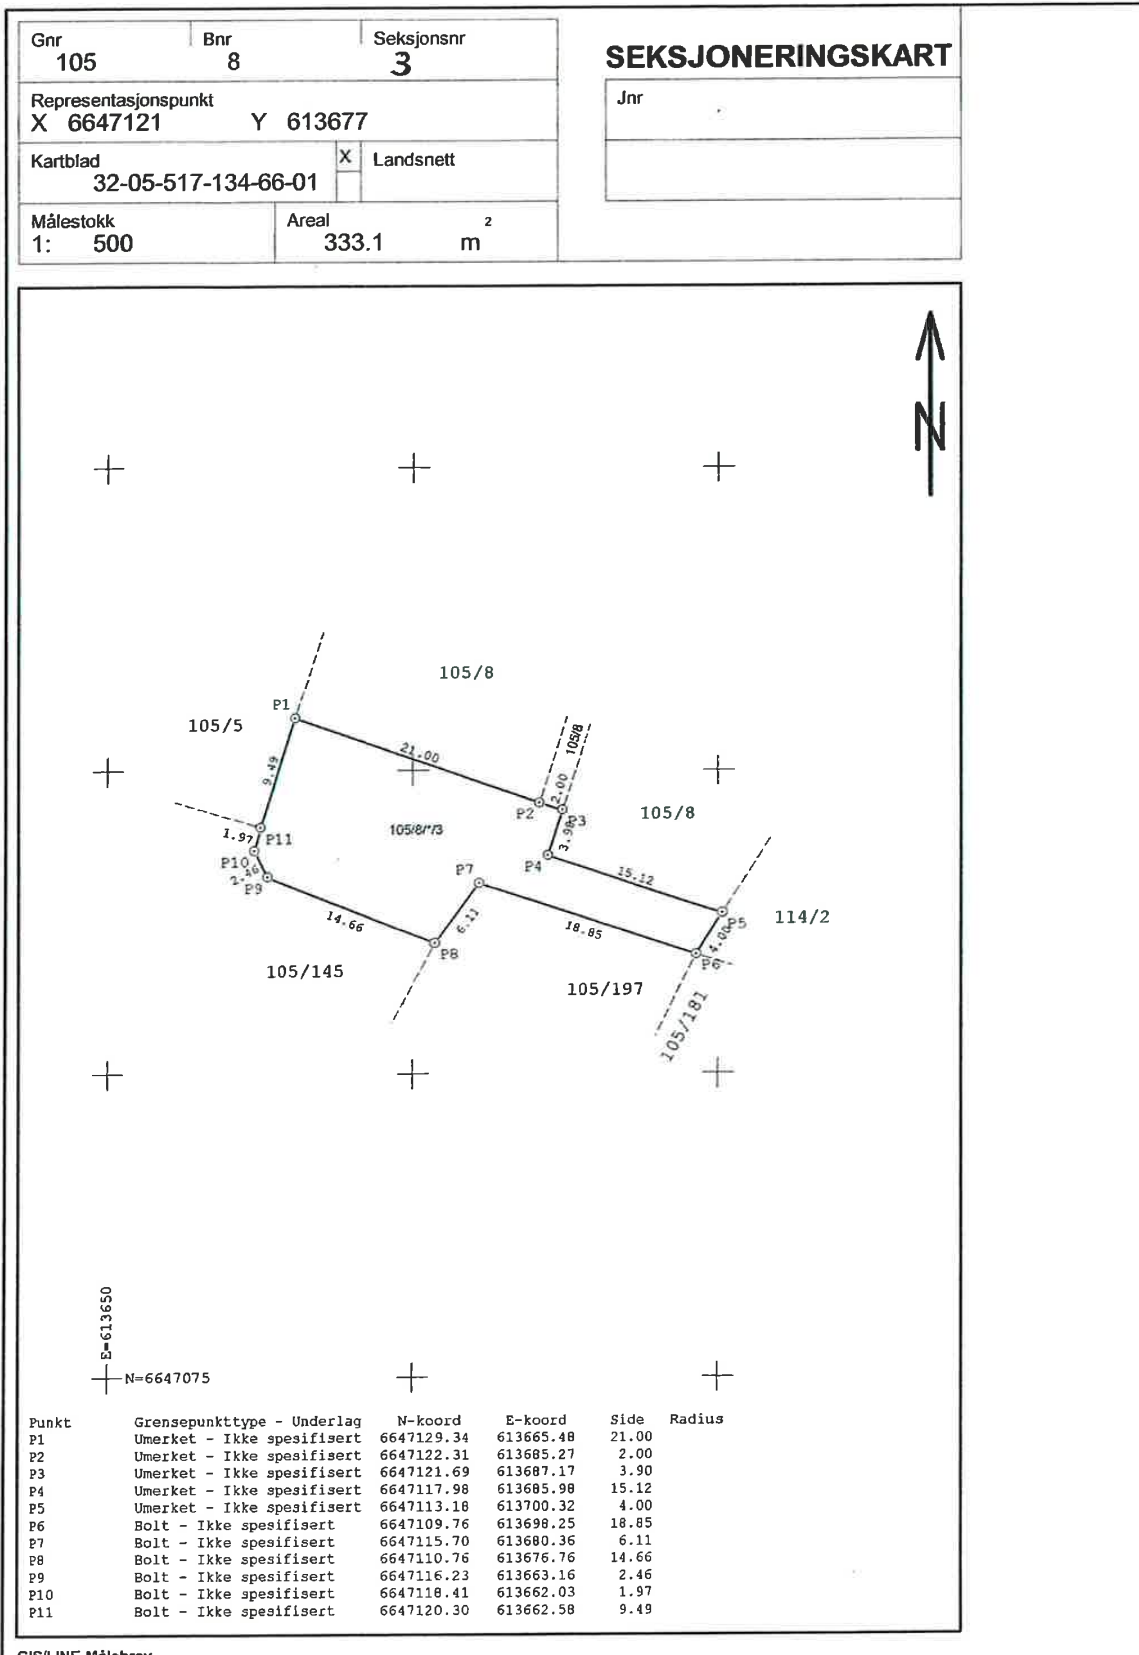 Gnr Bnr Seksjonsnr
105 8 3
SEKSJONERINGSKART
Representasjonspunkt
X 6647121 Y 613677
Jnr
Kartblad X Landsnett
32-05-517-134-66-01
Målestokk Areal 2
1: 500 333.1 m
N
105/8
P1
105/5
21.00
9.49
105/8
2.00
P2
P3
105/8
3.90
105/8/*/3
1.97 P11
P10
2.46
P9
P7
P4
15.12
14.66
6.11
18.85
P5
114/2
4.00
P8
P6
105/145
105/197
105/181
E=613650
N=6647075
Punkt Grensepunkttype - Underlag N-koord E-koord Side Radius
P1 Umerket - Ikke spesifisert 6647129.34 613665.48 21.00
P2 Umerket - Ikke spesifisert 6647122.31 613685.27 2.00
P3 Umerket - Ikke spesifisert 6647121.69 613687.17 3.90
P4 Umerket - Ikke spesifisert 6647117.98 613685.98 15.12
P5 Umerket - Ikke spesifisert 6647113.18 613700.32 4.00
P6 Bolt - Ikke spesifisert 6647109.76 613698.25 18.85
P7 Bolt - Ikke spesifisert 6647115.70 613680.36 6.11
P8 Bolt - Ikke spesifisert 6647110.76 613676.76 14.66
P9 Bolt - Ikke spesifisert 6647116.23 613663.16 2.46
P10 Bolt - Ikke spesifisert 6647118.41 613662.03 1.97
P11 Bolt - Ikke spesifisert 6647120.30 613662.58 9.49
GIS/LINE Målebrev